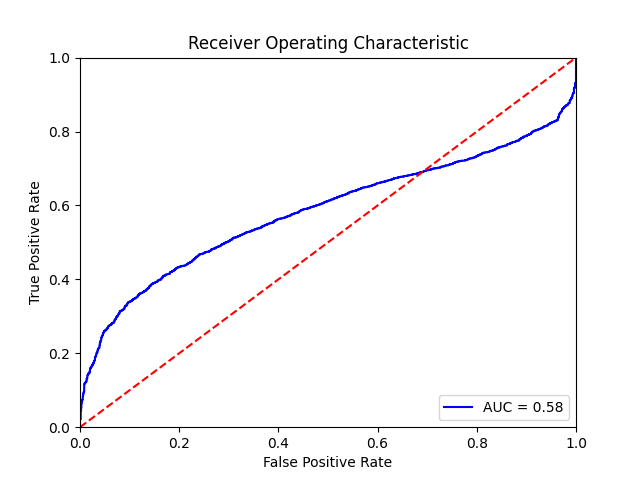 Receiver Operating Characteristic
1.0
0.8
0.6
0.4
0.2
0.0
True Positive Rate
AUC = 0.58
0.0 0.2 0.4 0.6 0.8 1.0
False Positive Rate